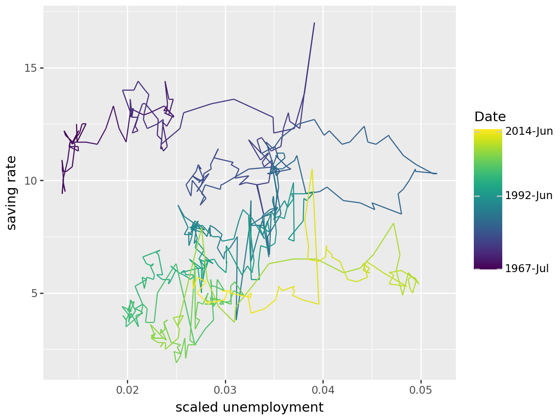 15
10
5
saving rate
0.02 0.03 0.04 0.05
scaled unemployment
Date
2014-Jun
1992-Jun
1967-Jul